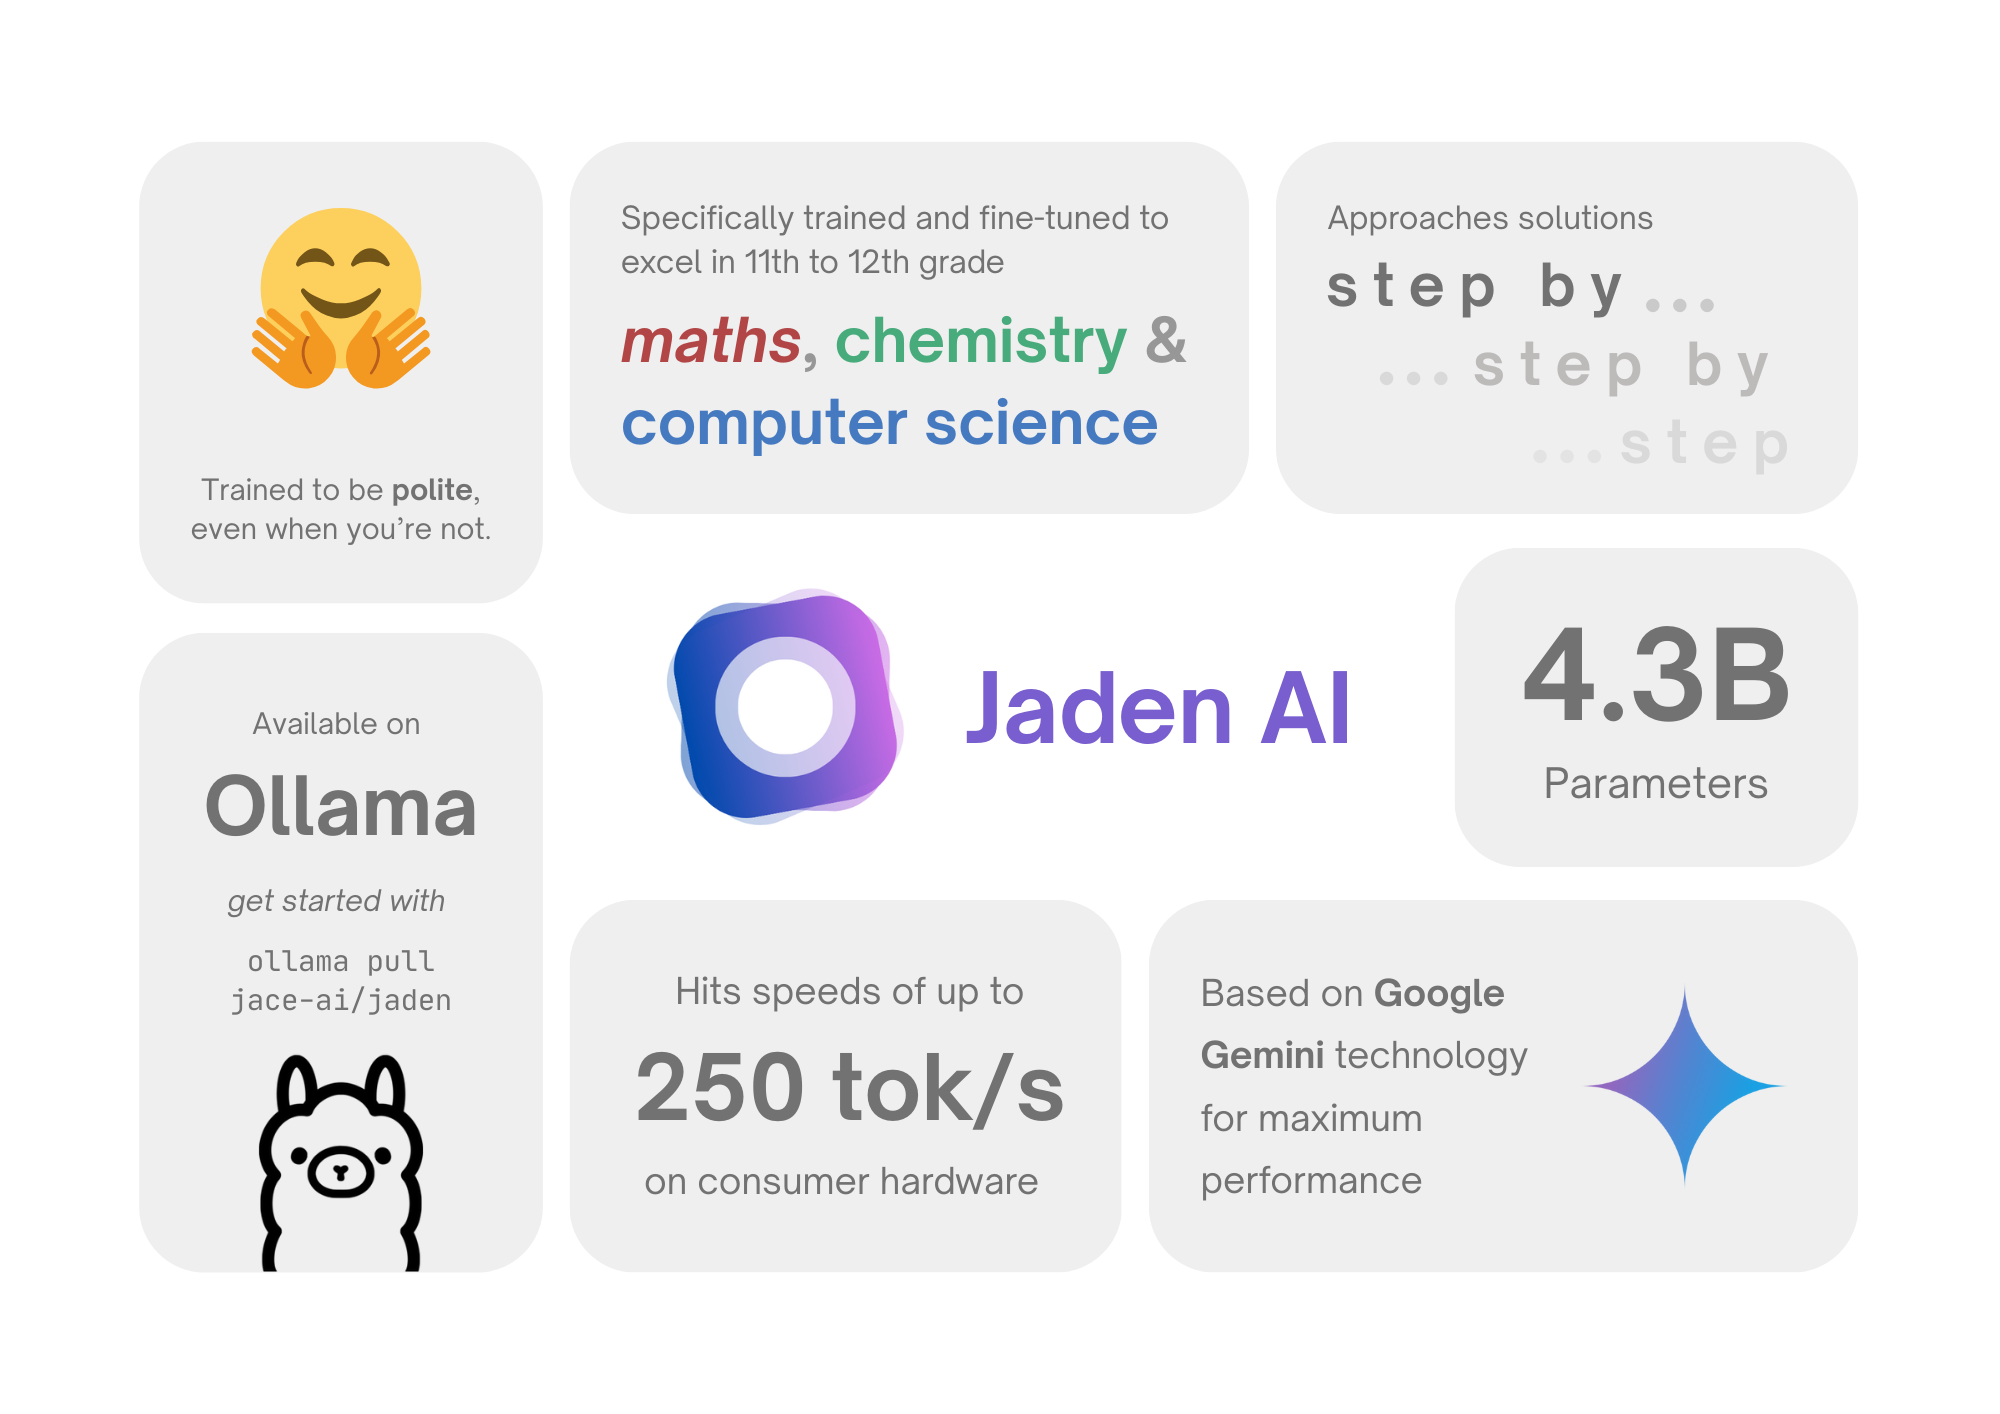 Trained to be polite,
even when you’re not.
Specifically trained and fine-tuned to
excel in 11th to 12th grade
maths, chemistry &
computer science
Approaches solutions
step by...
...step by
...step
Available on
Ollama
get started with
ollama pull
jace-ai/jaden
Jaden AI
4.3B
Parameters
Hits speeds of up to
250 tok/s
on consumer hardware
Based on Google
Gemini technology
for maximum
performance